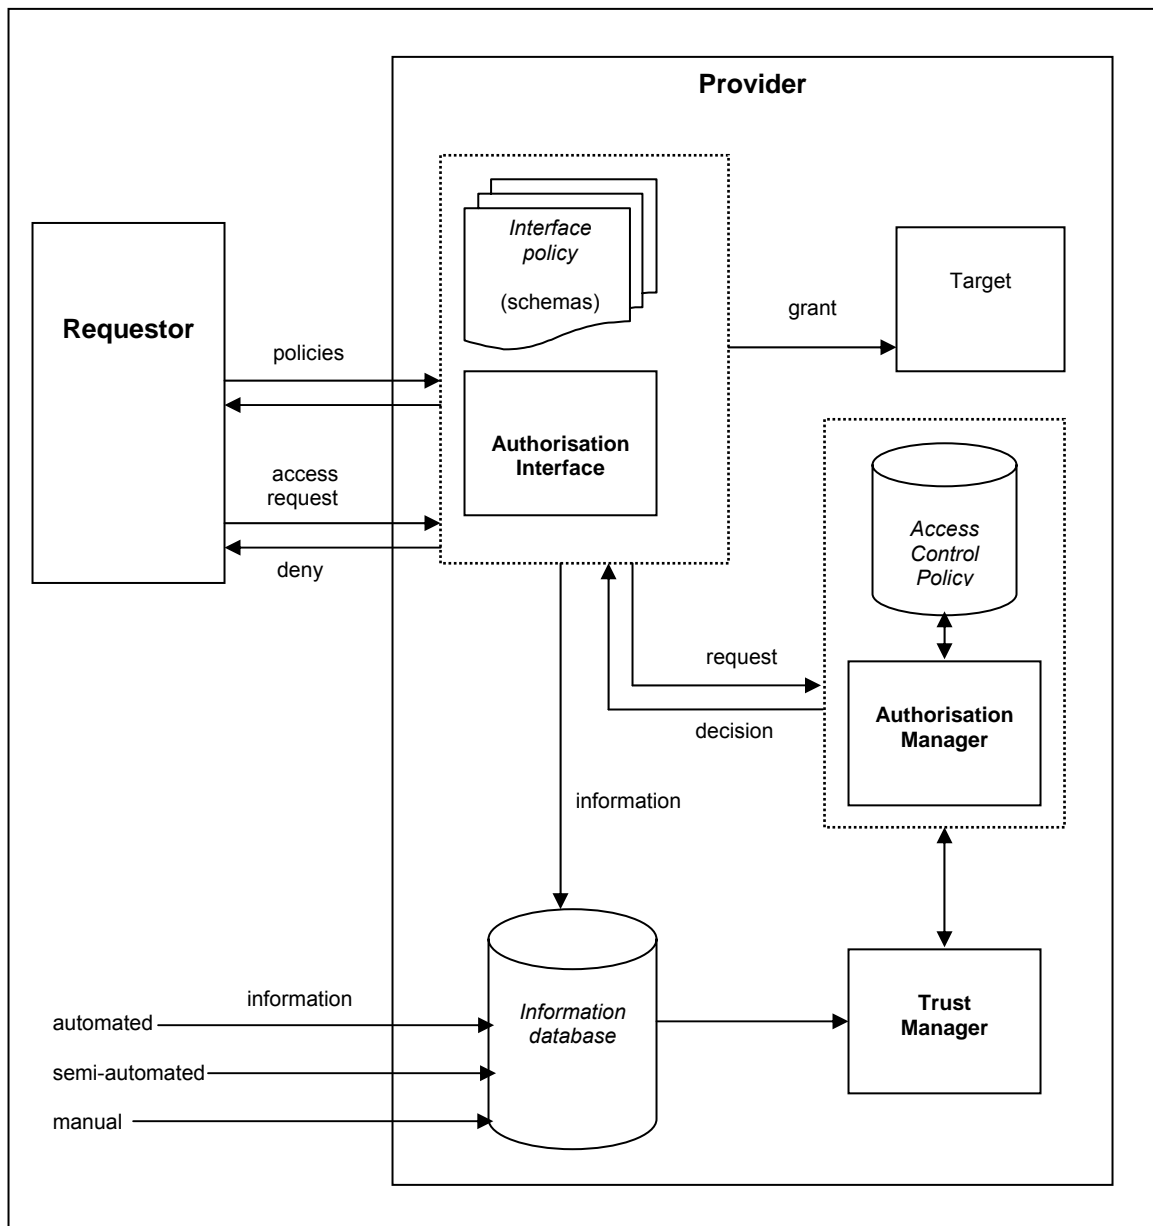 Provider
Interface
policy
(schemas)
Requestor
Target
grant
policies
Authorisation
Interface
access
request
deny
Access
Control
Policy
request
decision
Authorisation
Manager
information
information
automated
semi-automated
manual
Information
database
Trust
Manager